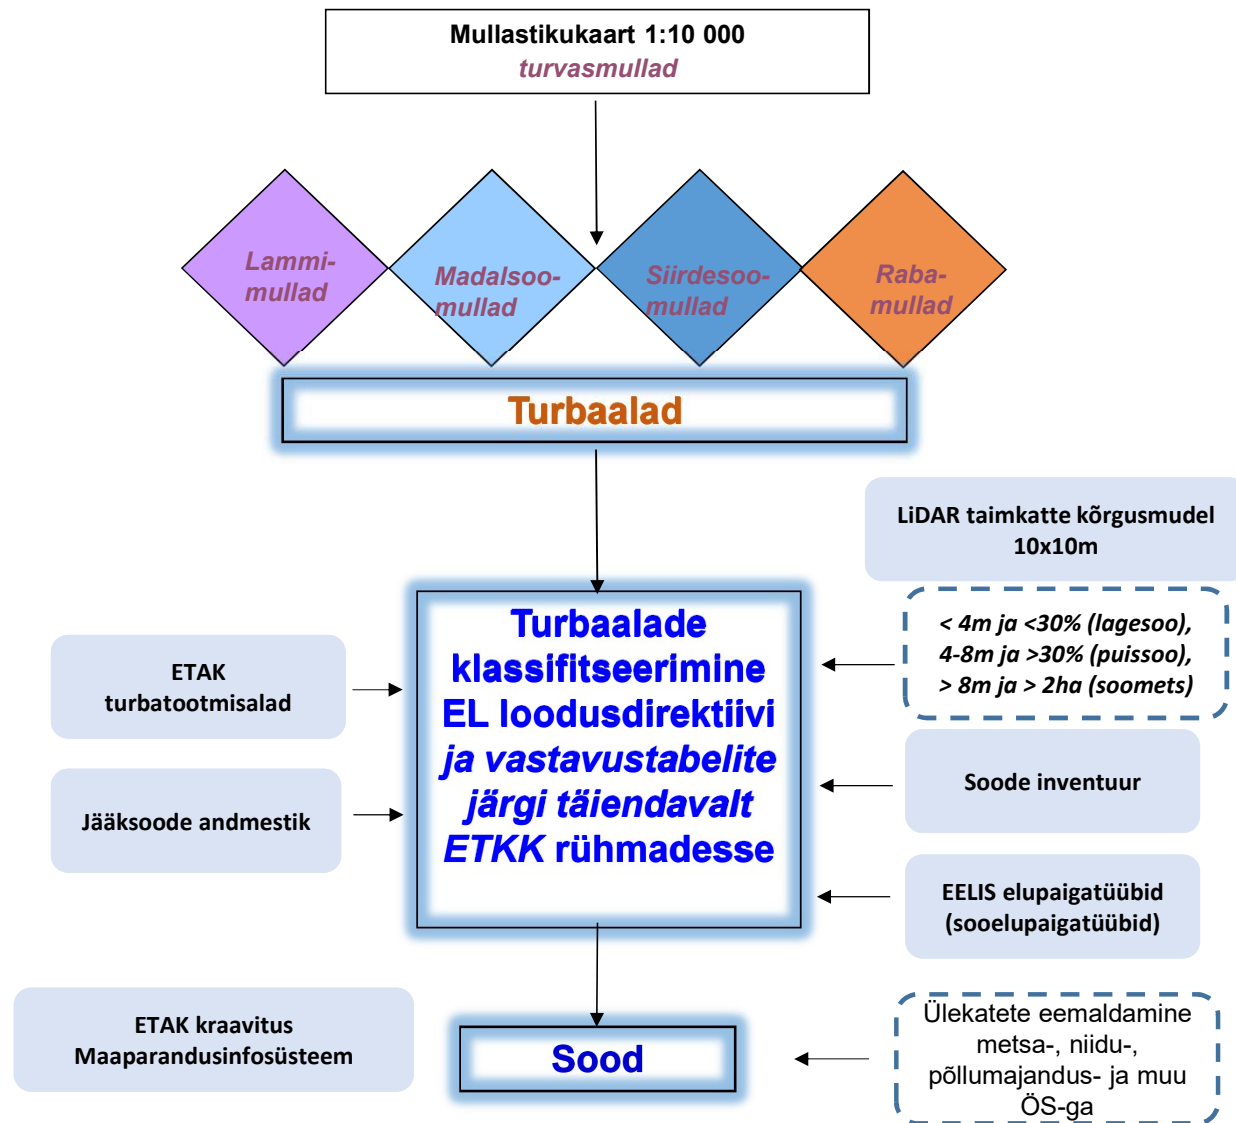 Mullastikukaart 1:10 000
turvasmullad
Lammi-
mullad
Madalsoo-
mullad
Siirdesoo-
mullad
Raba-
mullad
Turbaalad
LiDAR taimkatte kõrgusmudel
10x10m
< 4m ja <30% (lagesoo),
4-8m ja >30% (puissoo),
> 8m ja > 2ha (soomets)
ETAK
turbatootmisalad
Jääksoode andmestik
Turbaalade
klassifitseerimine
EL loodusdirektiivi
ja vastavustabelite
järgi täiendavalt
ETKK rühmadesse
Soode inventuur
EELIS elupaigatüübid
(sooelupaigatüübid)
ETAK kraavitus
Maaparandusinfosüsteem
Sood
Ülekatete eemaldamine
metsa-, niidu-,
põllumajandus- ja muu
ÖS-ga